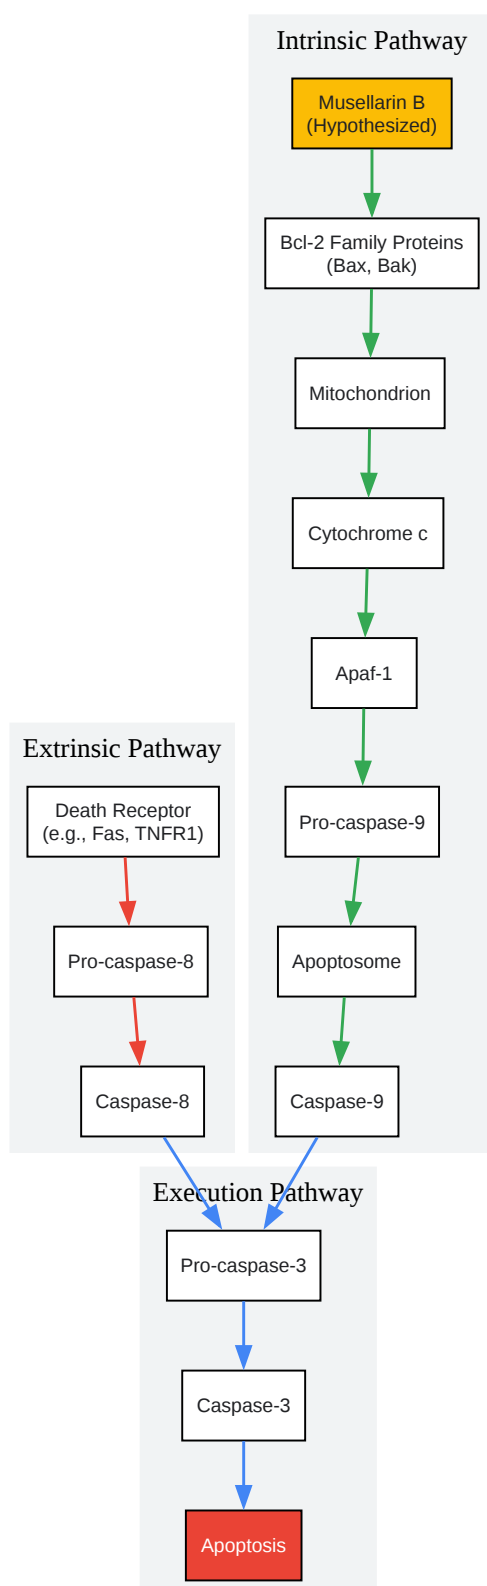 Intrinsic Pathway
Musellarin B
(Hypothesized)
Bcl-2 Family Proteins
(Bax, Bak)
Mitochondrion
Cytochrome c
Apaf-1
Pro-caspase-9
Apoptosome
Caspase-9
Extrinsic Pathway
Death Receptor
(e.g., Fas, TNFR1)
Pro-caspase-8
Caspase-8
Execution Pathway
Pro-caspase-3
Caspase-3
Apoptosis